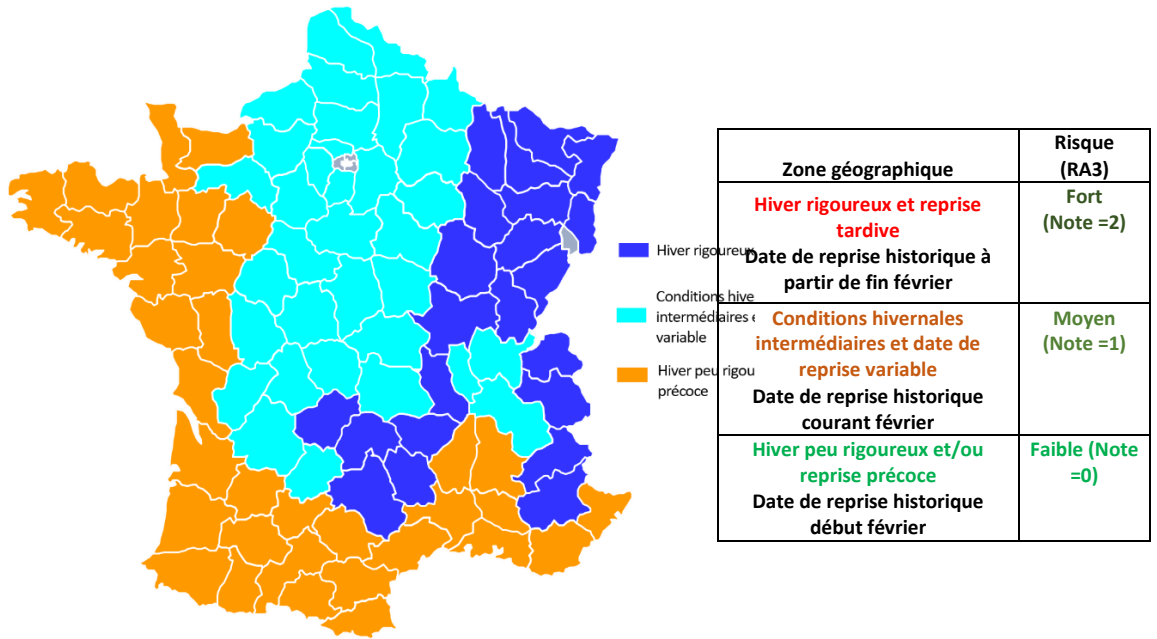 Hiver rigoureux
Conditions hive
intermédiaires e
variable
Hiver peu rigou
précoce
Zone géographique
Risque
(RA3)
Hiver rigoureux et reprise
tardive
Date de reprise historique à
partir de fin février
Fort
(Note =2)
Conditions hivernales
intermédiaires et date de
reprise variable
Date de reprise historique
courant février
Moyen
(Note =1)
Hiver peu rigoureux et/ou
reprise précoce
Date de reprise historique
début février
Faible (Note
=0)